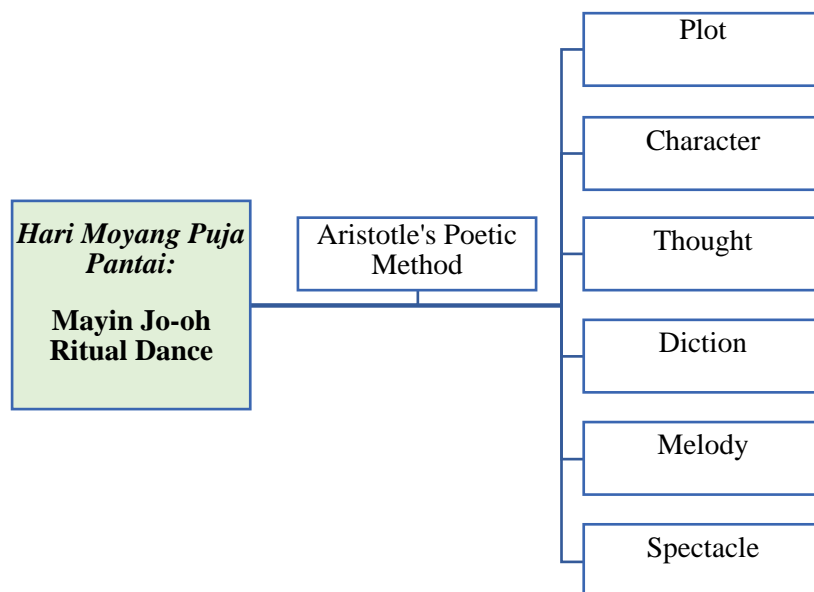 Hari Moyang Puja
Pantai:
Mayin Jo-oh
Ritual Dance
Aristotle's Poetic
Method
Plot
Character
Thought
Diction
Melody
Spectacle